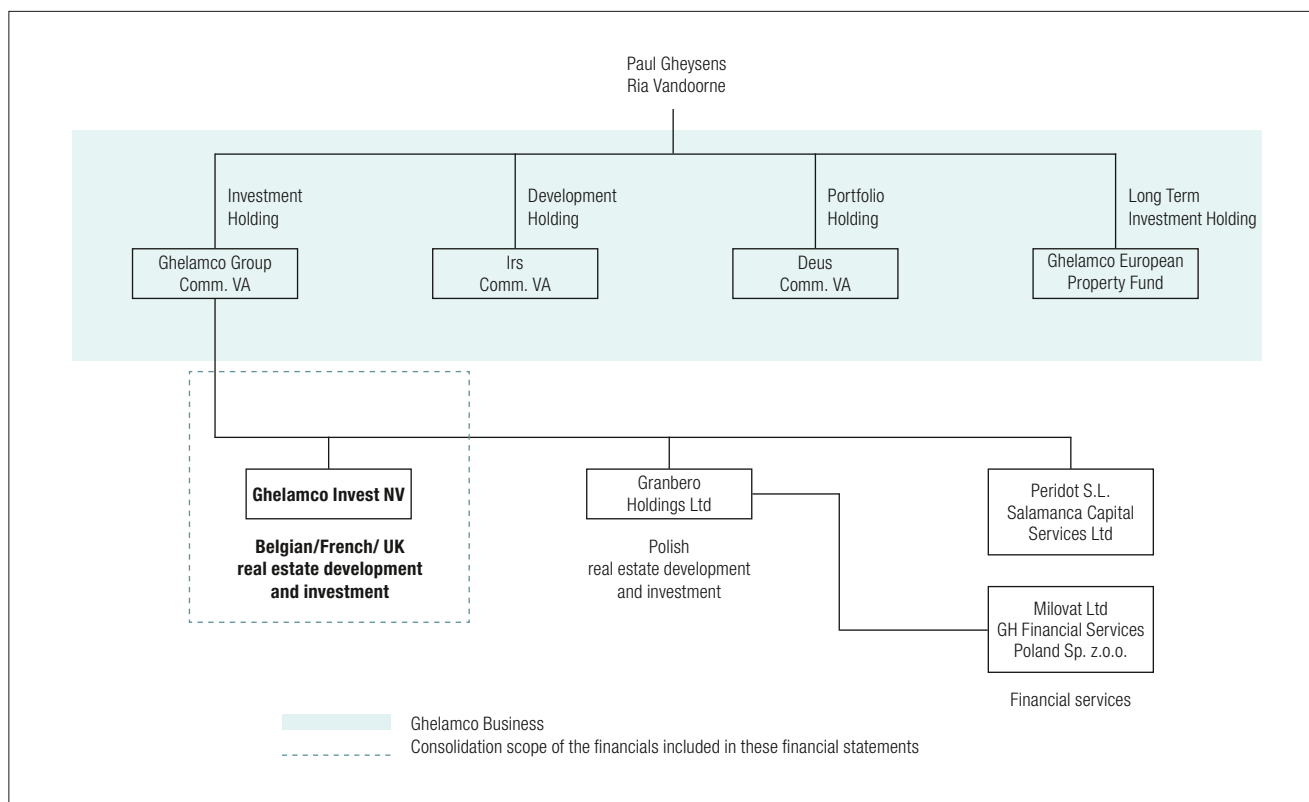 Paul Gheysens
Ria Vandoorne
Investment
Holding
Development
Holding
Portfolio
Holding
Long Term
Investment Holding
Ghelamco Group
Comm. VA
Irs
Comm. VA
Deus
Comm. VA
Ghelamco European
Property Fund
Ghelamco Invest NV
Belgian/French/ UK
real estate development
and investment
Granbero
Holdings Ltd
Polish
real estate development
and investment
Peridot S.L.
Salamanca Capital
Services Ltd
Milovat Ltd
GH Financial Services
Poland Sp. z.o.o.
Financial services
Ghelamco Business
Consolidation scope of the financials included in these financial statements